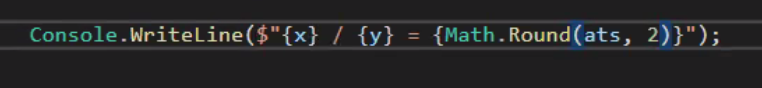 Console.WriteLine($"{x} / {y} = {Math.Round(ats, 2)}");